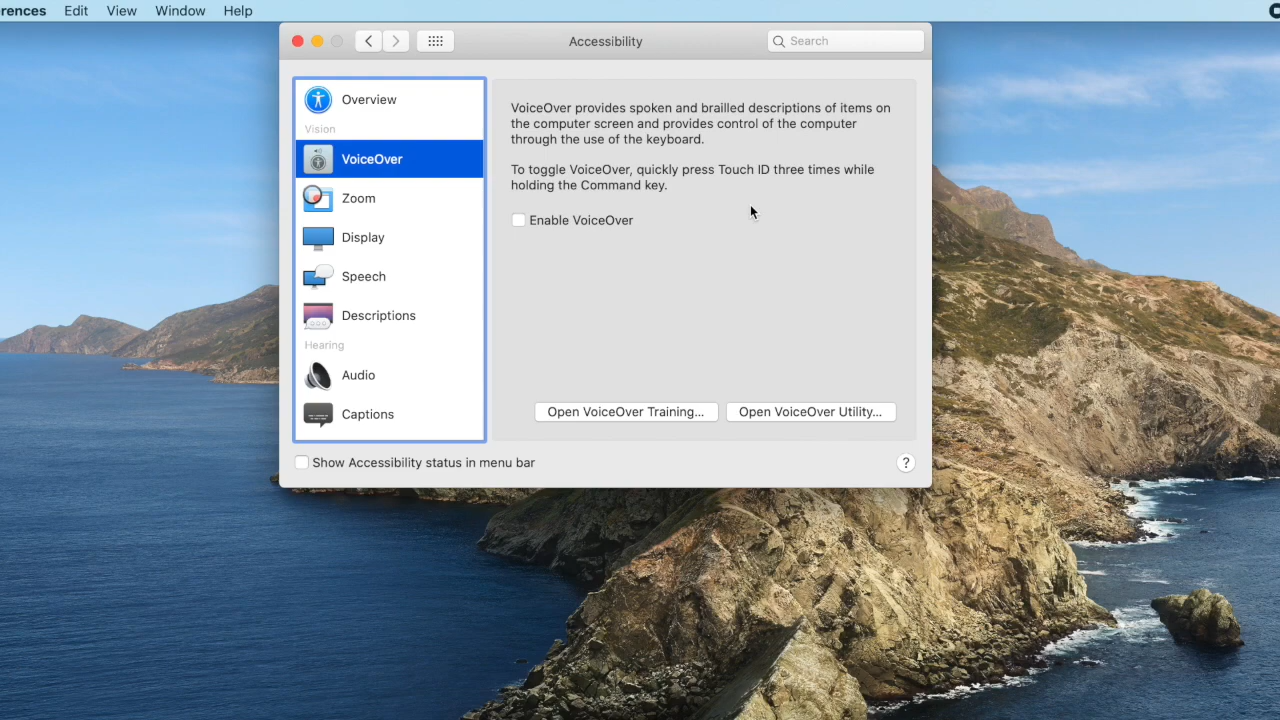 Edit View Window Help
Accessibility
Search
Overview
Vision
VoiceOver
Zoom
Display
Speech
Descriptions
Hearing
Audio
Captions
VoiceOver provides spoken and brailled descriptions of items on
the computer screen and provides control of the computer
through the use of the keyboard.
To toggle VoiceOver, quickly press Touch ID three times while
holding the Command key.
Enable VoiceOver
Open VoiceOver Training...
Open VoiceOver Utility...
Show Accessibility status in menu bar
?